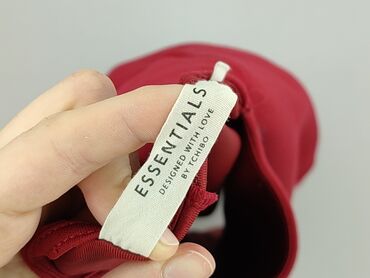 ESSENTIALS
DESIGNED WITH LOVE
BY TCHIBO